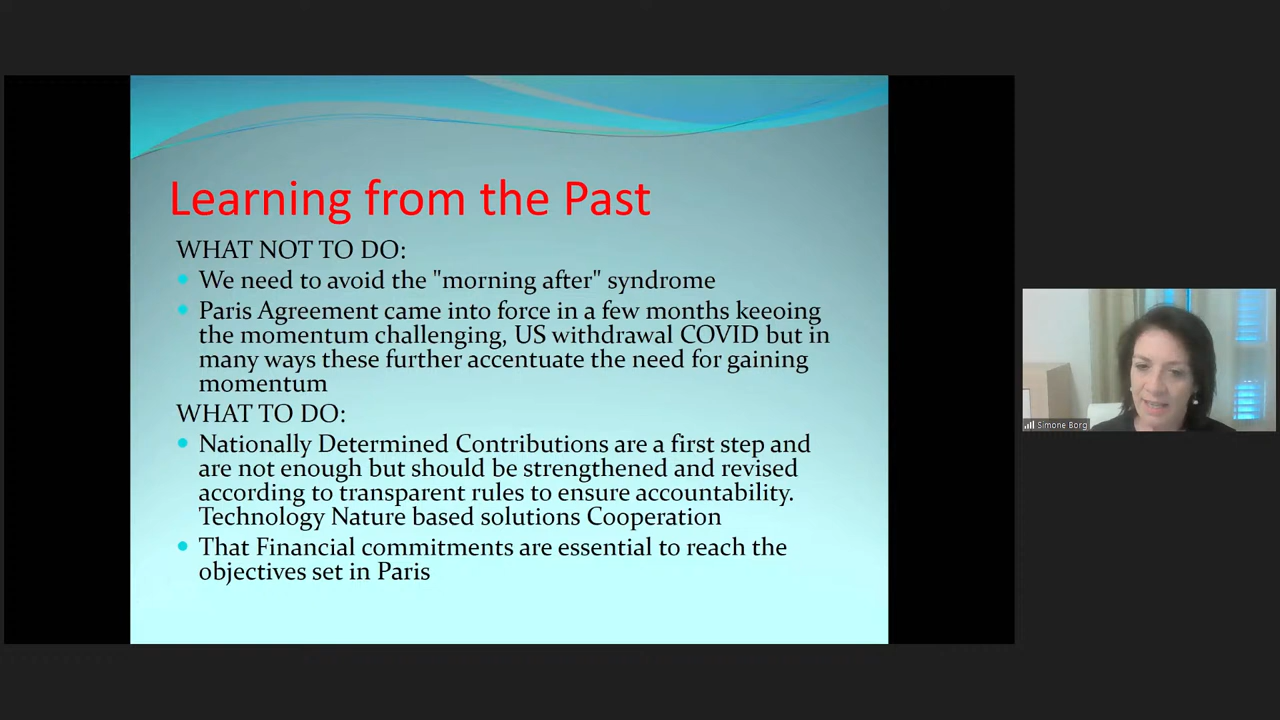 Learning from the Past
WHAT NOT TO DO:
We need to avoid the "morning after" syndrome
Paris Agreement came into force in a few months keeoing
the momentum challenging, US withdrawal COVID but in
many ways these further accentuate the need for gaining
momentum
WHAT TO DO:
Nationally Determined Contributions are a first step and
are not enough but should be strengthened and revised
according to transparent rules to ensure accountability.
Technology Nature based solutions Cooperation
That Financial commitments are essential to reach the
objectives set in Paris
Simone Borg